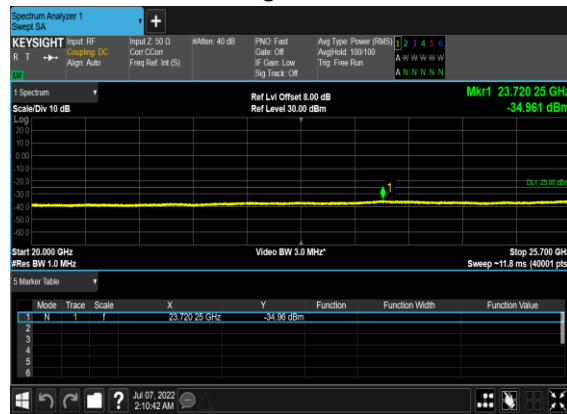 Spectrum Analyzer 1
Swept SA
+
KEYSIGHT Input: RF Input Z: 50 Ω #Atten: 40 dB PNO: Fast Avg Type: Power (RMS) 1 2 3 4 5 6
R T Coupling: DC Corr CCorr Gate: Off Avg|Hold: 100/100 A W W W W W
Align: Auto Freq Ref: Int (S) IF Gain: Low Trig: Free Run
Sig Track: Off A N N N N N
1 Spectrum Ref Lvl Offset 8.00 dB Mkr1 23.720 25 GHz
Scale/Div 10 dB Ref Level 30.00 dBm -34.961 dBm
Log
20.0
10.0
0.00
-10.0
-20.0
1
DL1 25.00 dBm
-30.0
-40.0
-50.0
-60.0
Start 20.000 GHz Video BW 3.0 MHz* Stop 25.700 GHz
#Res BW 1.0 MHz Sweep ~11.8 ms (40001 pts)
5 Marker Table
Mode Trace Scale X Y Function Function Width Function Value
1 N 1 f 23.720 25 GHz -34.96 dBm
2
3
4
5
6
? Jul 07, 2022
2:10:42 AM